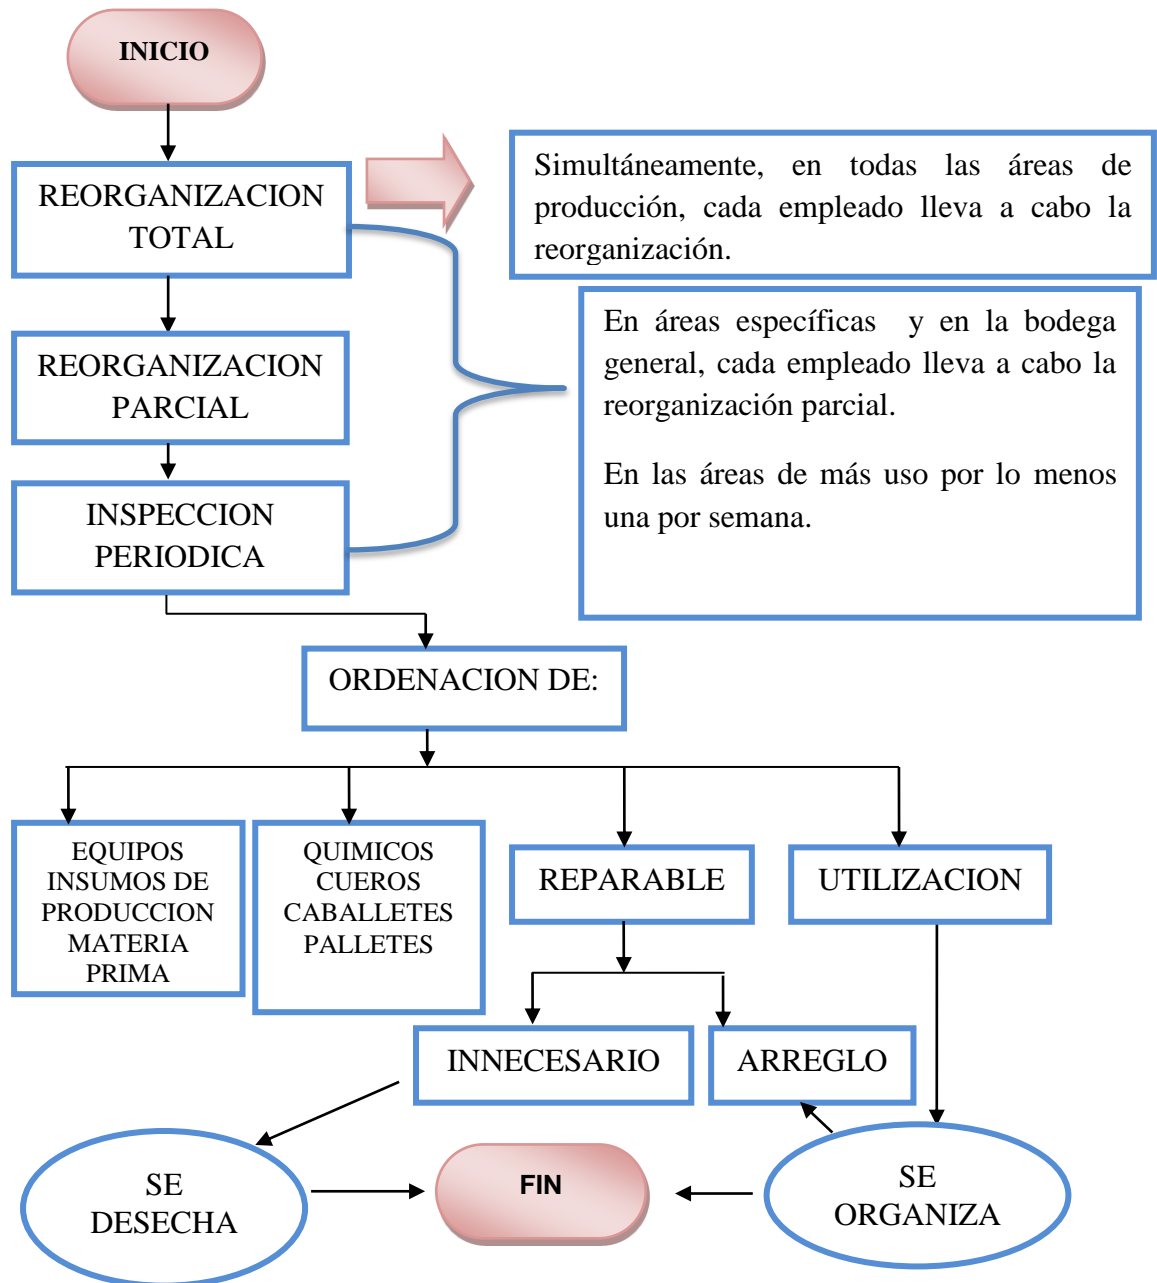 INICIO
REORGANIZACION
TOTAL
Simultáneamente, en todas las áreas de
producción, cada empleado lleva a cabo la
reorganización.
REORGANIZACION
PARCIAL
En áreas específicas y en la bodega
general, cada empleado lleva a cabo la
reorganización parcial.
En las áreas de más uso por lo menos
una por semana.
INSPECCION
PERIODICA
ORDENACION DE:
EQUIPOS
INSUMOS DE
PRODUCCION
MATERIA
PRIMA
QUIMICOS
CUEROS
CABALLETES
PALLETES
REPARABLE
UTILIZACION
INNECESARIO
ARREGLO
SE
DESECHA
FIN
SE
ORGANIZA